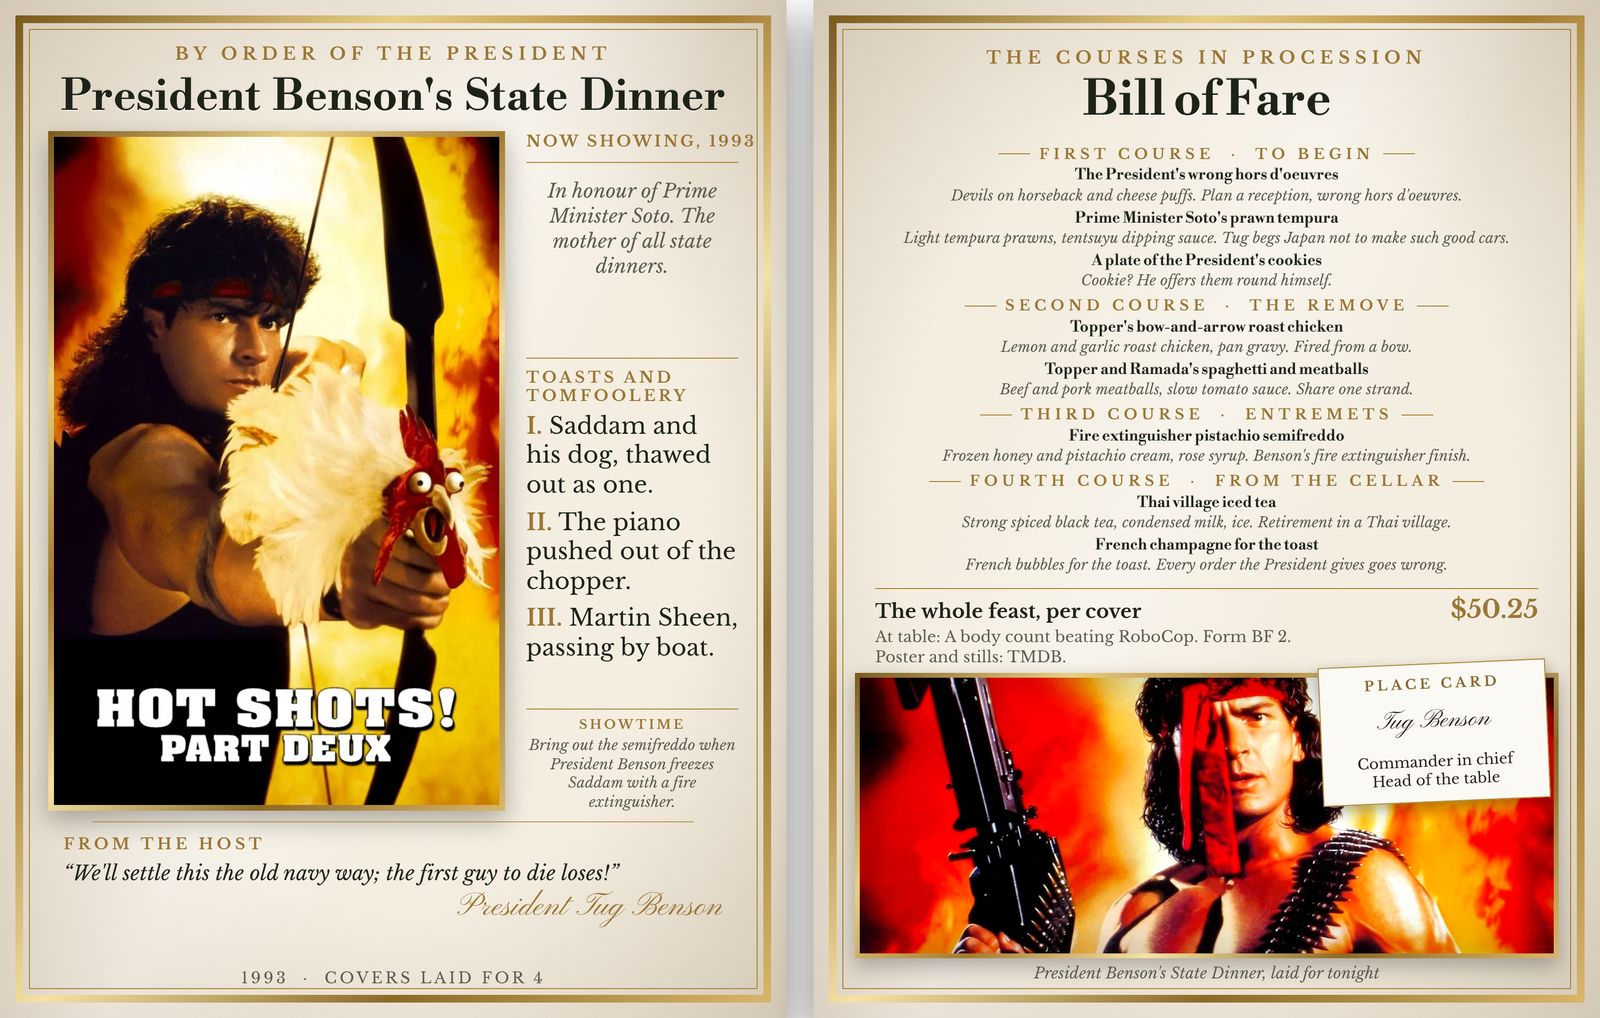 BY ORDER OF THE PRESIDENT
President Benson's State Dinner
NOW SHOWING, 1993
In honour of Prime
Minister Soto. The
mother of all state
dinners.
TOASTS AND
TOMFOOLERY
I. Saddam and
his dog, thawed
out as one.
II. The piano
pushed out of the
chopper.
III. Martin Sheen,
passing by boat.
HOT SHOTS!
PART DEUX
SHOWTIME
Bring out the semifreddo when
President Benson freezes
Saddam with a fire
extinguisher.
FROM THE HOST
“We'll settle this the old navy way; the first guy to die loses!”
President Tug Benson
1993 · COVERS LAID FOR 4
THE COURSES IN PROCESSION
Bill of Fare
FIRST COURSE · TO BEGIN
The President's wrong hors d'oeuvres
Devils on horseback and cheese puffs. Plan a reception, wrong hors d'oeuvres.
Prime Minister Soto's prawn tempura
Light tempura prawns, tentsuyu dipping sauce. Tug begs Japan not to make such good cars.
A plate of the President's cookies
Cookie? He offers them round himself.
SECOND COURSE · THE REMOVE
Topper's bow-and-arrow roast chicken
Lemon and garlic roast chicken, pan gravy. Fired from a bow.
Topper and Ramada's spaghetti and meatballs
Beef and pork meatballs, slow tomato sauce. Share one strand.
THIRD COURSE · ENTREMETS
Fire extinguisher pistachio semifreddo
Frozen honey and pistachio cream, rose syrup. Benson's fire extinguisher finish.
FOURTH COURSE · FROM THE CELLAR
Thai village iced tea
Strong spiced black tea, condensed milk, ice. Retirement in a Thai village.
French champagne for the toast
French bubbles for the toast. Every order the President gives goes wrong.
The whole feast, per cover $50.25
At table: A body count beating RoboCop. Form BF 2.
Poster and stills: TMDB.
PLACE CARD
Tug Benson
Commander in chief
Head of the table
President Benson's State Dinner, laid for tonight